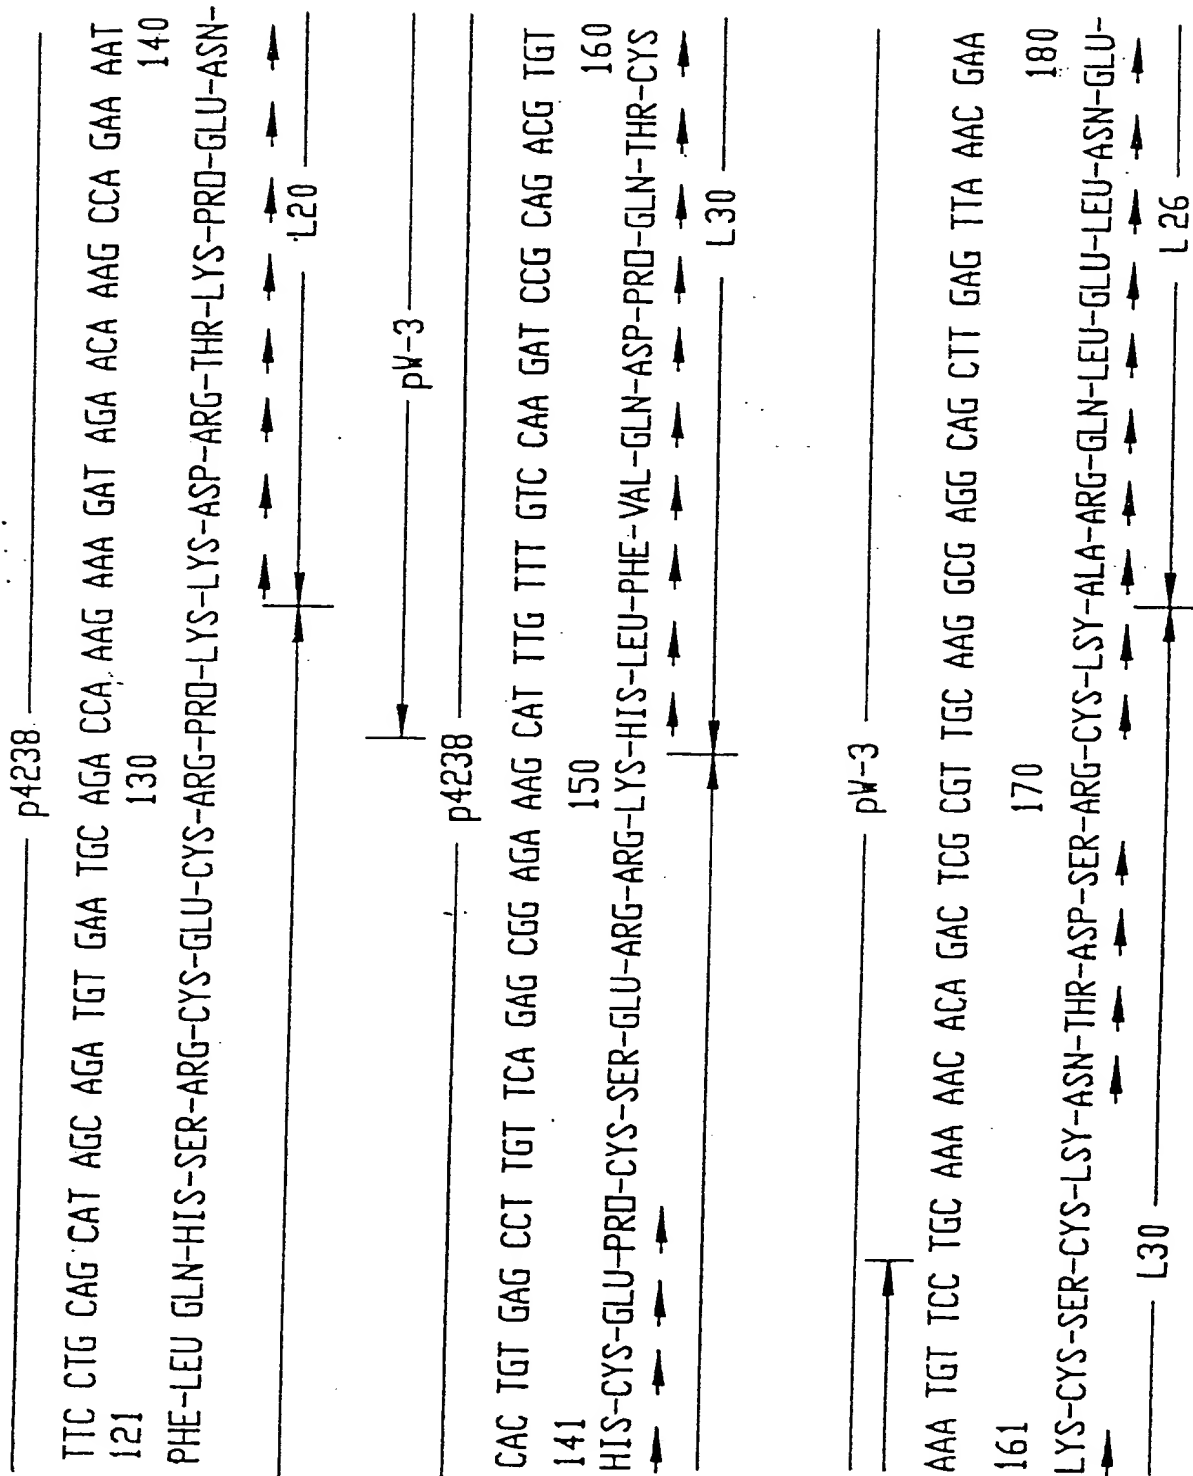 p4238
TTC CTG CAG CAT AGC AGA TGT GAA TGC AGA CCA AAG AAA GAT AGA ACA AAG CCA GAA AAT
121 130 140
PHE-LEU GLN-HIS-SER-ARG-CYS-GLU-CYS-ARG-PRO-LYS-LYS-ASP-ARG-THR-LYS-PRO-GLU-ASN-
L20
pW-3
p4238
CAC TGT GAG CCT TGT TCA GAG CGG AGA AAG CAT TTG TTT GTC CAA GAT CCG CAG ACG TGT
141 150 160
HIS-CYS-GLU-PRO-CYS-SER-GLU-ARG-ARG-LYS-HIS-LEU-PHE-VAL-GLN-ASP-PRO-GLN-THR-CYS
L30
pW-3
AAA TGT TCC TGC AAA AAC ACA GAC TCG CGT TGC AAG GCG AGG CAG CTT GAG TTA AAC GAA
161 170 180
LYS-CYS-SER-CYS-LSY-ASN-THR-ASP-SER-ARG-CYS-LSY-ALA-ARG-GLN-LEU-GLU-LEU-ASN-GLU-
L30 L26